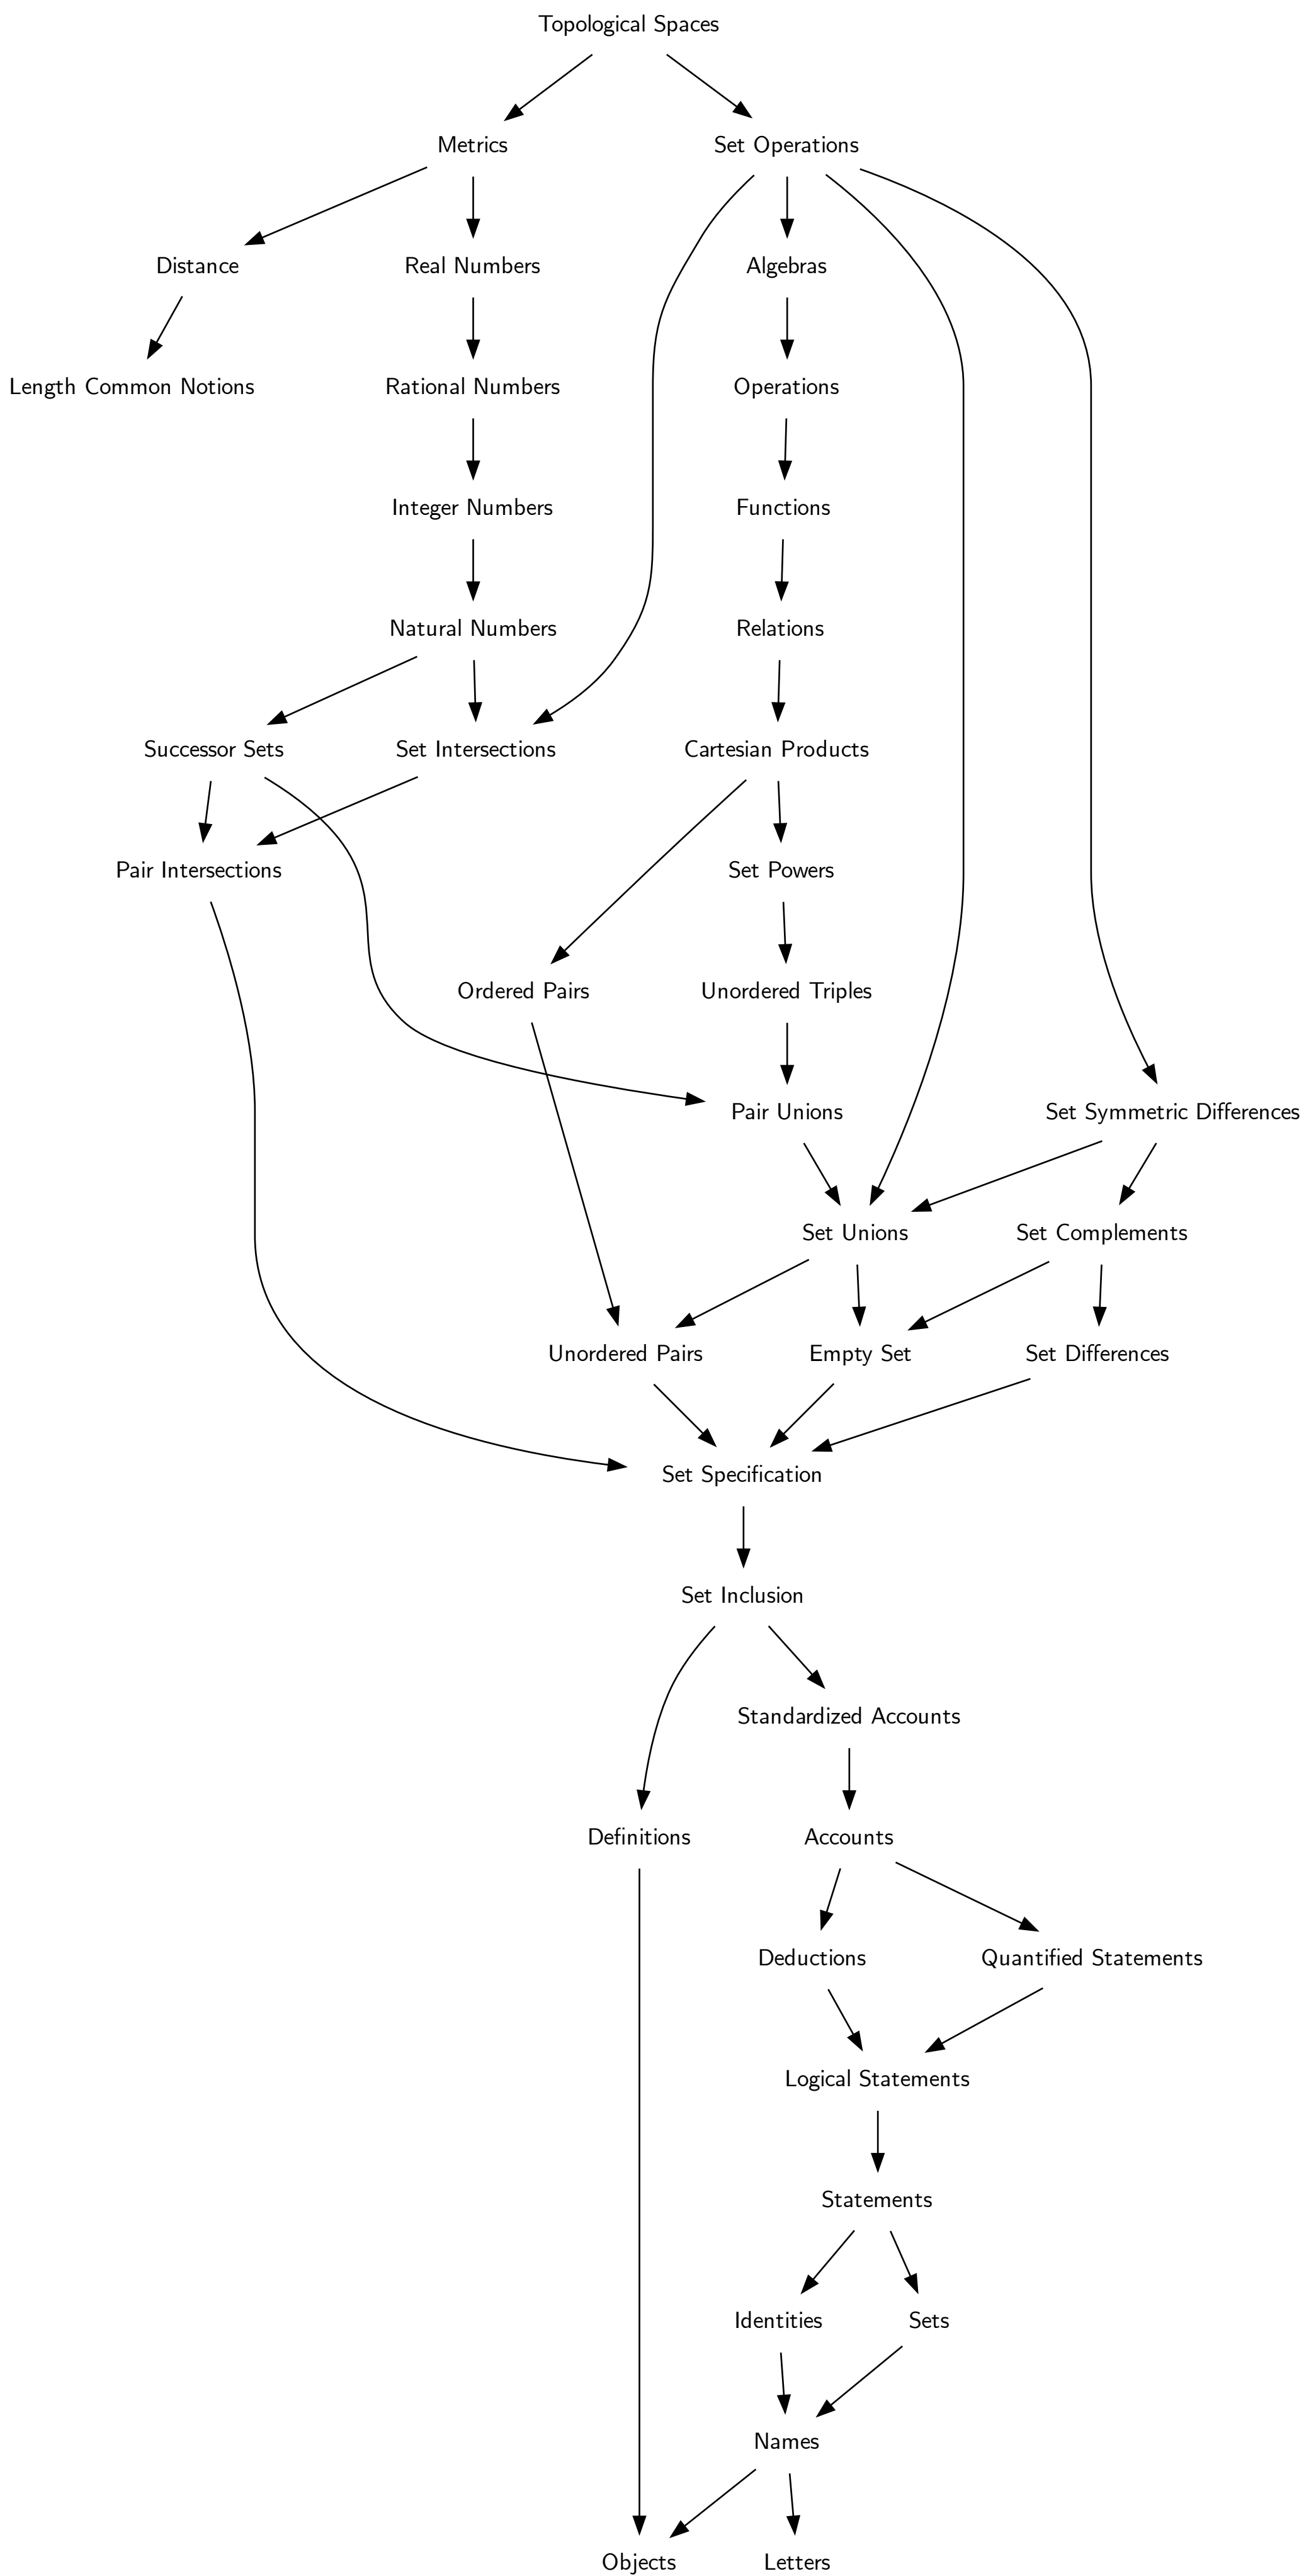 Topological Spaces
Metrics
Set Operations
Distance
Real Numbers
Algebras
Length Common Notions
Rational Numbers
Operations
Integer Numbers
Functions
Natural Numbers
Relations
Successor Sets
Set Intersections
Cartesian Products
Pair Intersections
Set Powers
Ordered Pairs
Unordered Triples
Pair Unions
Set Symmetric Differences
Set Unions
Set Complements
Unordered Pairs
Empty Set
Set Differences
Set Specification
Set Inclusion
Standardized Accounts
Definitions
Accounts
Deductions
Quantified Statements
Logical Statements
Statements
Identities
Sets
Names
Objects
Letters